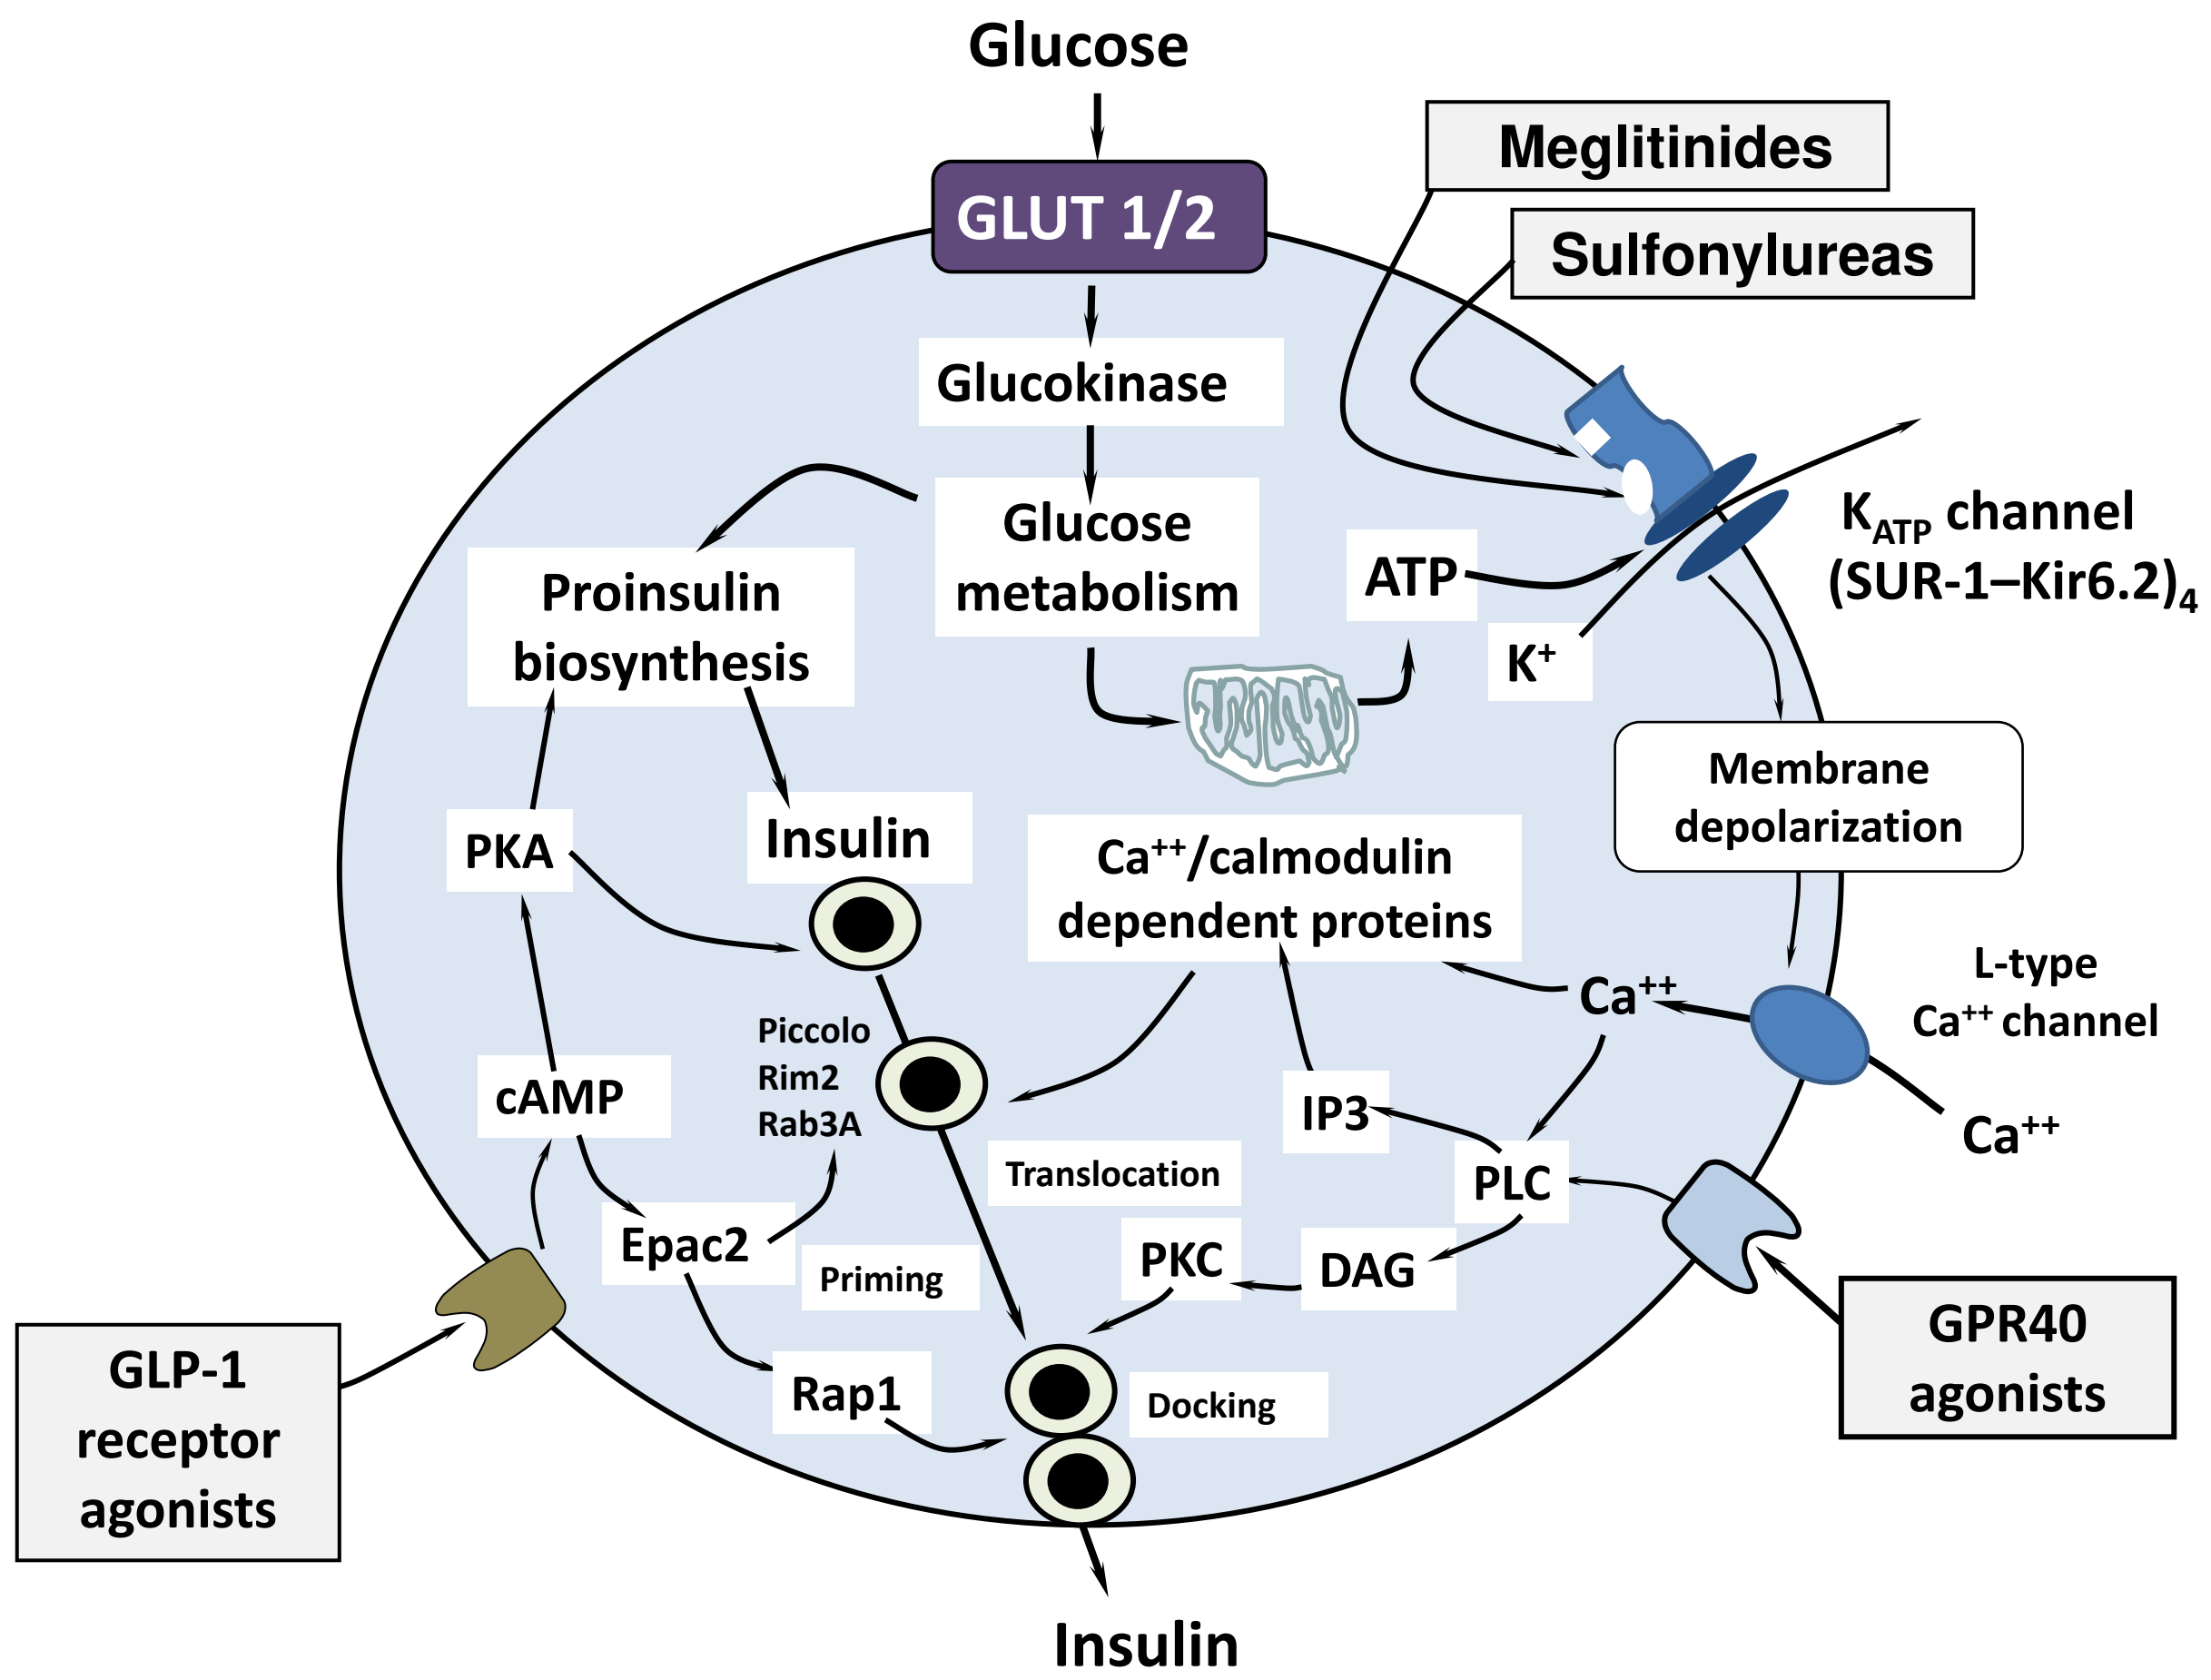 Glucose
GLUT 1/2
Meglitinides
Sulfonylureas
Glucokinase
Glucose
metabolism
Proinsulin
biosynthesis
ATP
K⁺
K_ATP channel
(SUR-1–Kir6.2)₄
Membrane
depolarization
PKA
Insulin
Ca⁺⁺/calmodulin
dependent proteins
Ca⁺⁺
L-type
Ca⁺⁺ channel
Ca⁺⁺
Piccolo
Rim2
Rab3A
cAMP
IP3
Translocation
PLC
Epac2
Priming
PKC
DAG
GPR40
agonists
GLP-1
receptor
agonists
Rap1
Docking
Insulin